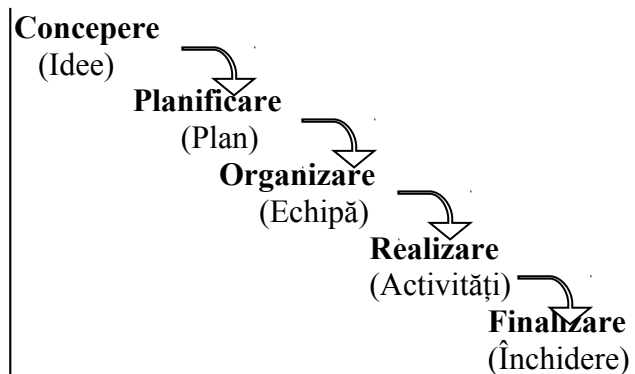 Concepere
(Idee)
Planificare
(Plan)
Organizare
(Echipă)
Realizare
(Activități)
Finalizare
(Închidere)